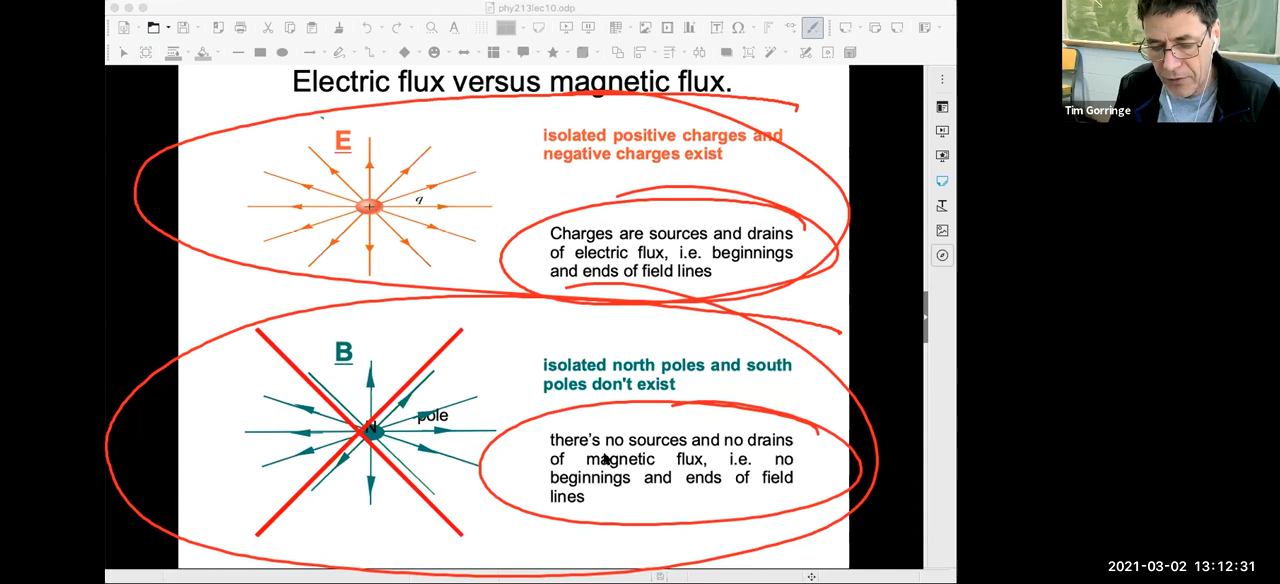 phy213lec10.odp
Electric flux versus magnetic flux.
E
isolated positive charges and
negative charges exist
+
q
Charges are sources and drains
of electric flux, i.e. beginnings
and ends of field lines
B
isolated north poles and south
poles don't exist
pole
N
there's no sources and no drains
of magnetic flux, i.e. no
beginnings and ends of field
lines
Tim Gorringe
2021-03-02 13:12:31